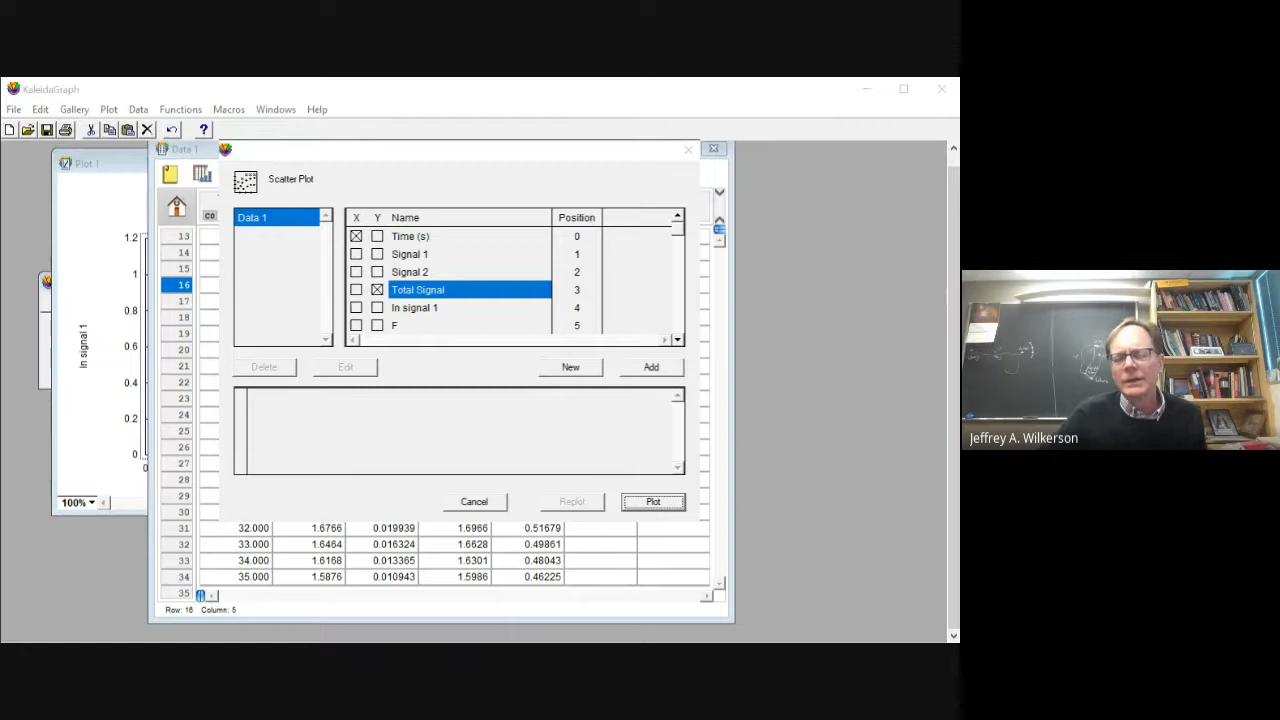 KaleidaGraph
File Edit Gallery Plot Data Functions Macros Windows Help
Plot 1
Data 1
Scatter Plot
C0
Data 1
X Y Name Position
Time (s) 0
Signal 1 1
Signal 2 2
Total Signal 3
ln signal 1 4
F 5
Delete Edit New Add
Cancel Replot Plot
1.2
1
0.8
0.6
0.4
0.2
0
0
ln signal 1
100%
13
14
15
16
17
18
19
20
21
22
23
24
25
26
27
28
29
30
31 32.000 1.6766 0.019939 1.6966 0.51679
32 33.000 1.6464 0.016324 1.6628 0.49861
33 34.000 1.6168 0.013365 1.6301 0.48043
34 35.000 1.5876 0.010943 1.5986 0.46225
35
Row: 16 Column: 5
Jeffrey A. Wilkerson